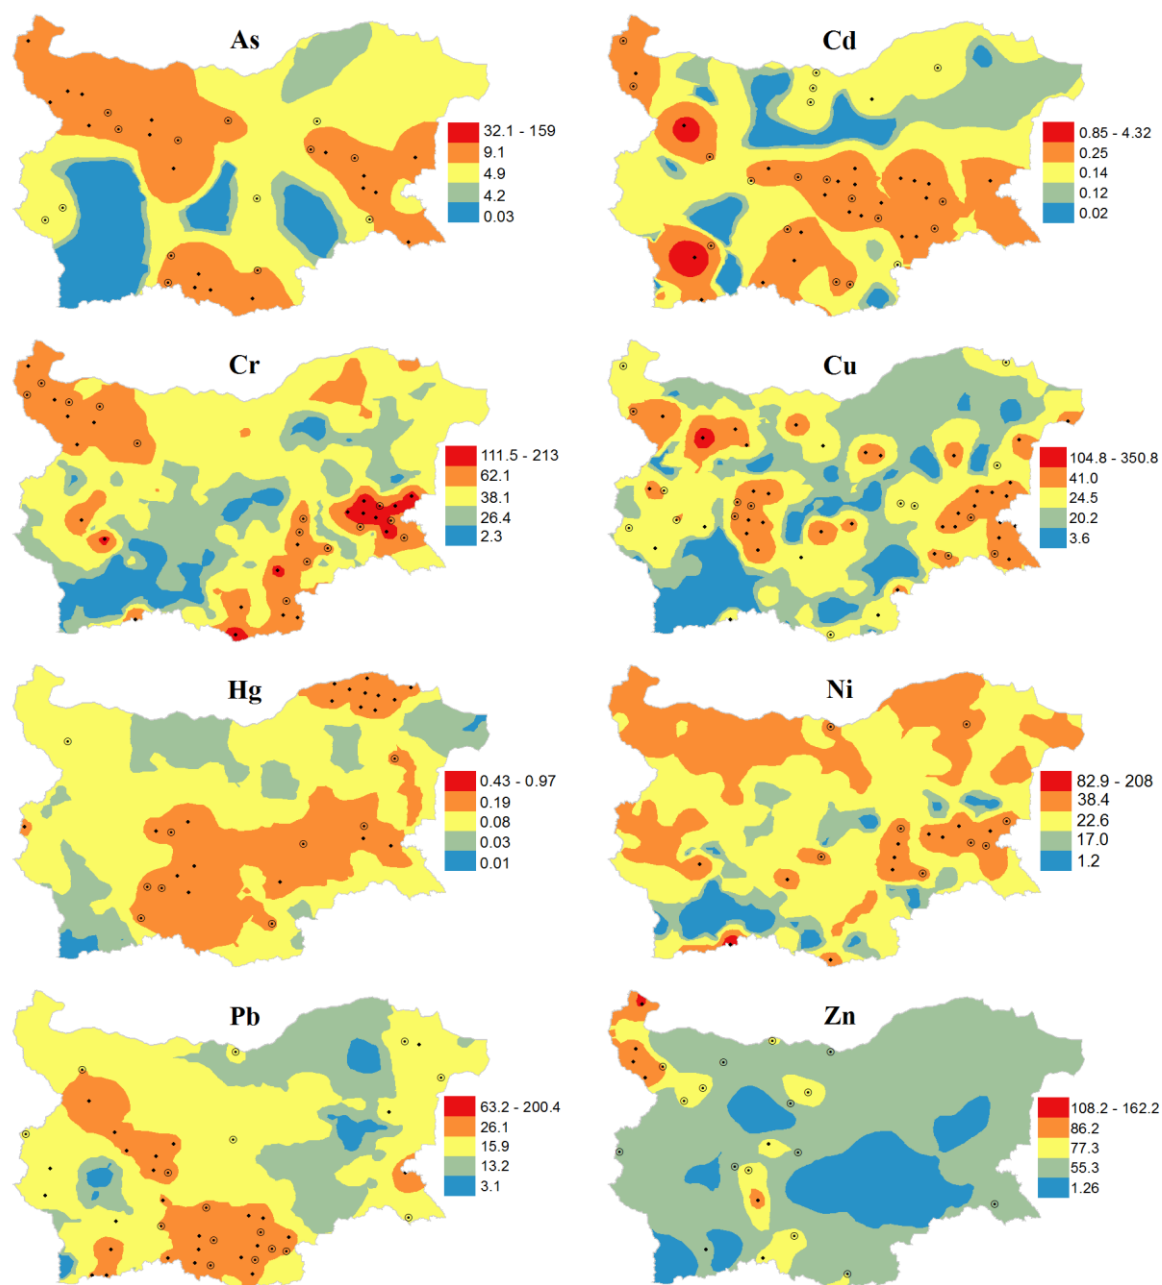 As
32.1 - 159
9.1
4.9
4.2
0.03
Cd
0.85 - 4.32
0.25
0.14
0.12
0.02
Cr
111.5 - 213
62.1
38.1
26.4
2.3
Cu
104.8 - 350.8
41.0
24.5
20.2
3.6
Hg
0.43 - 0.97
0.19
0.08
0.03
0.01
Ni
82.9 - 208
38.4
22.6
17.0
1.2
Pb
63.2 - 200.4
26.1
15.9
13.2
3.1
Zn
108.2 - 162.2
86.2
77.3
55.3
1.26